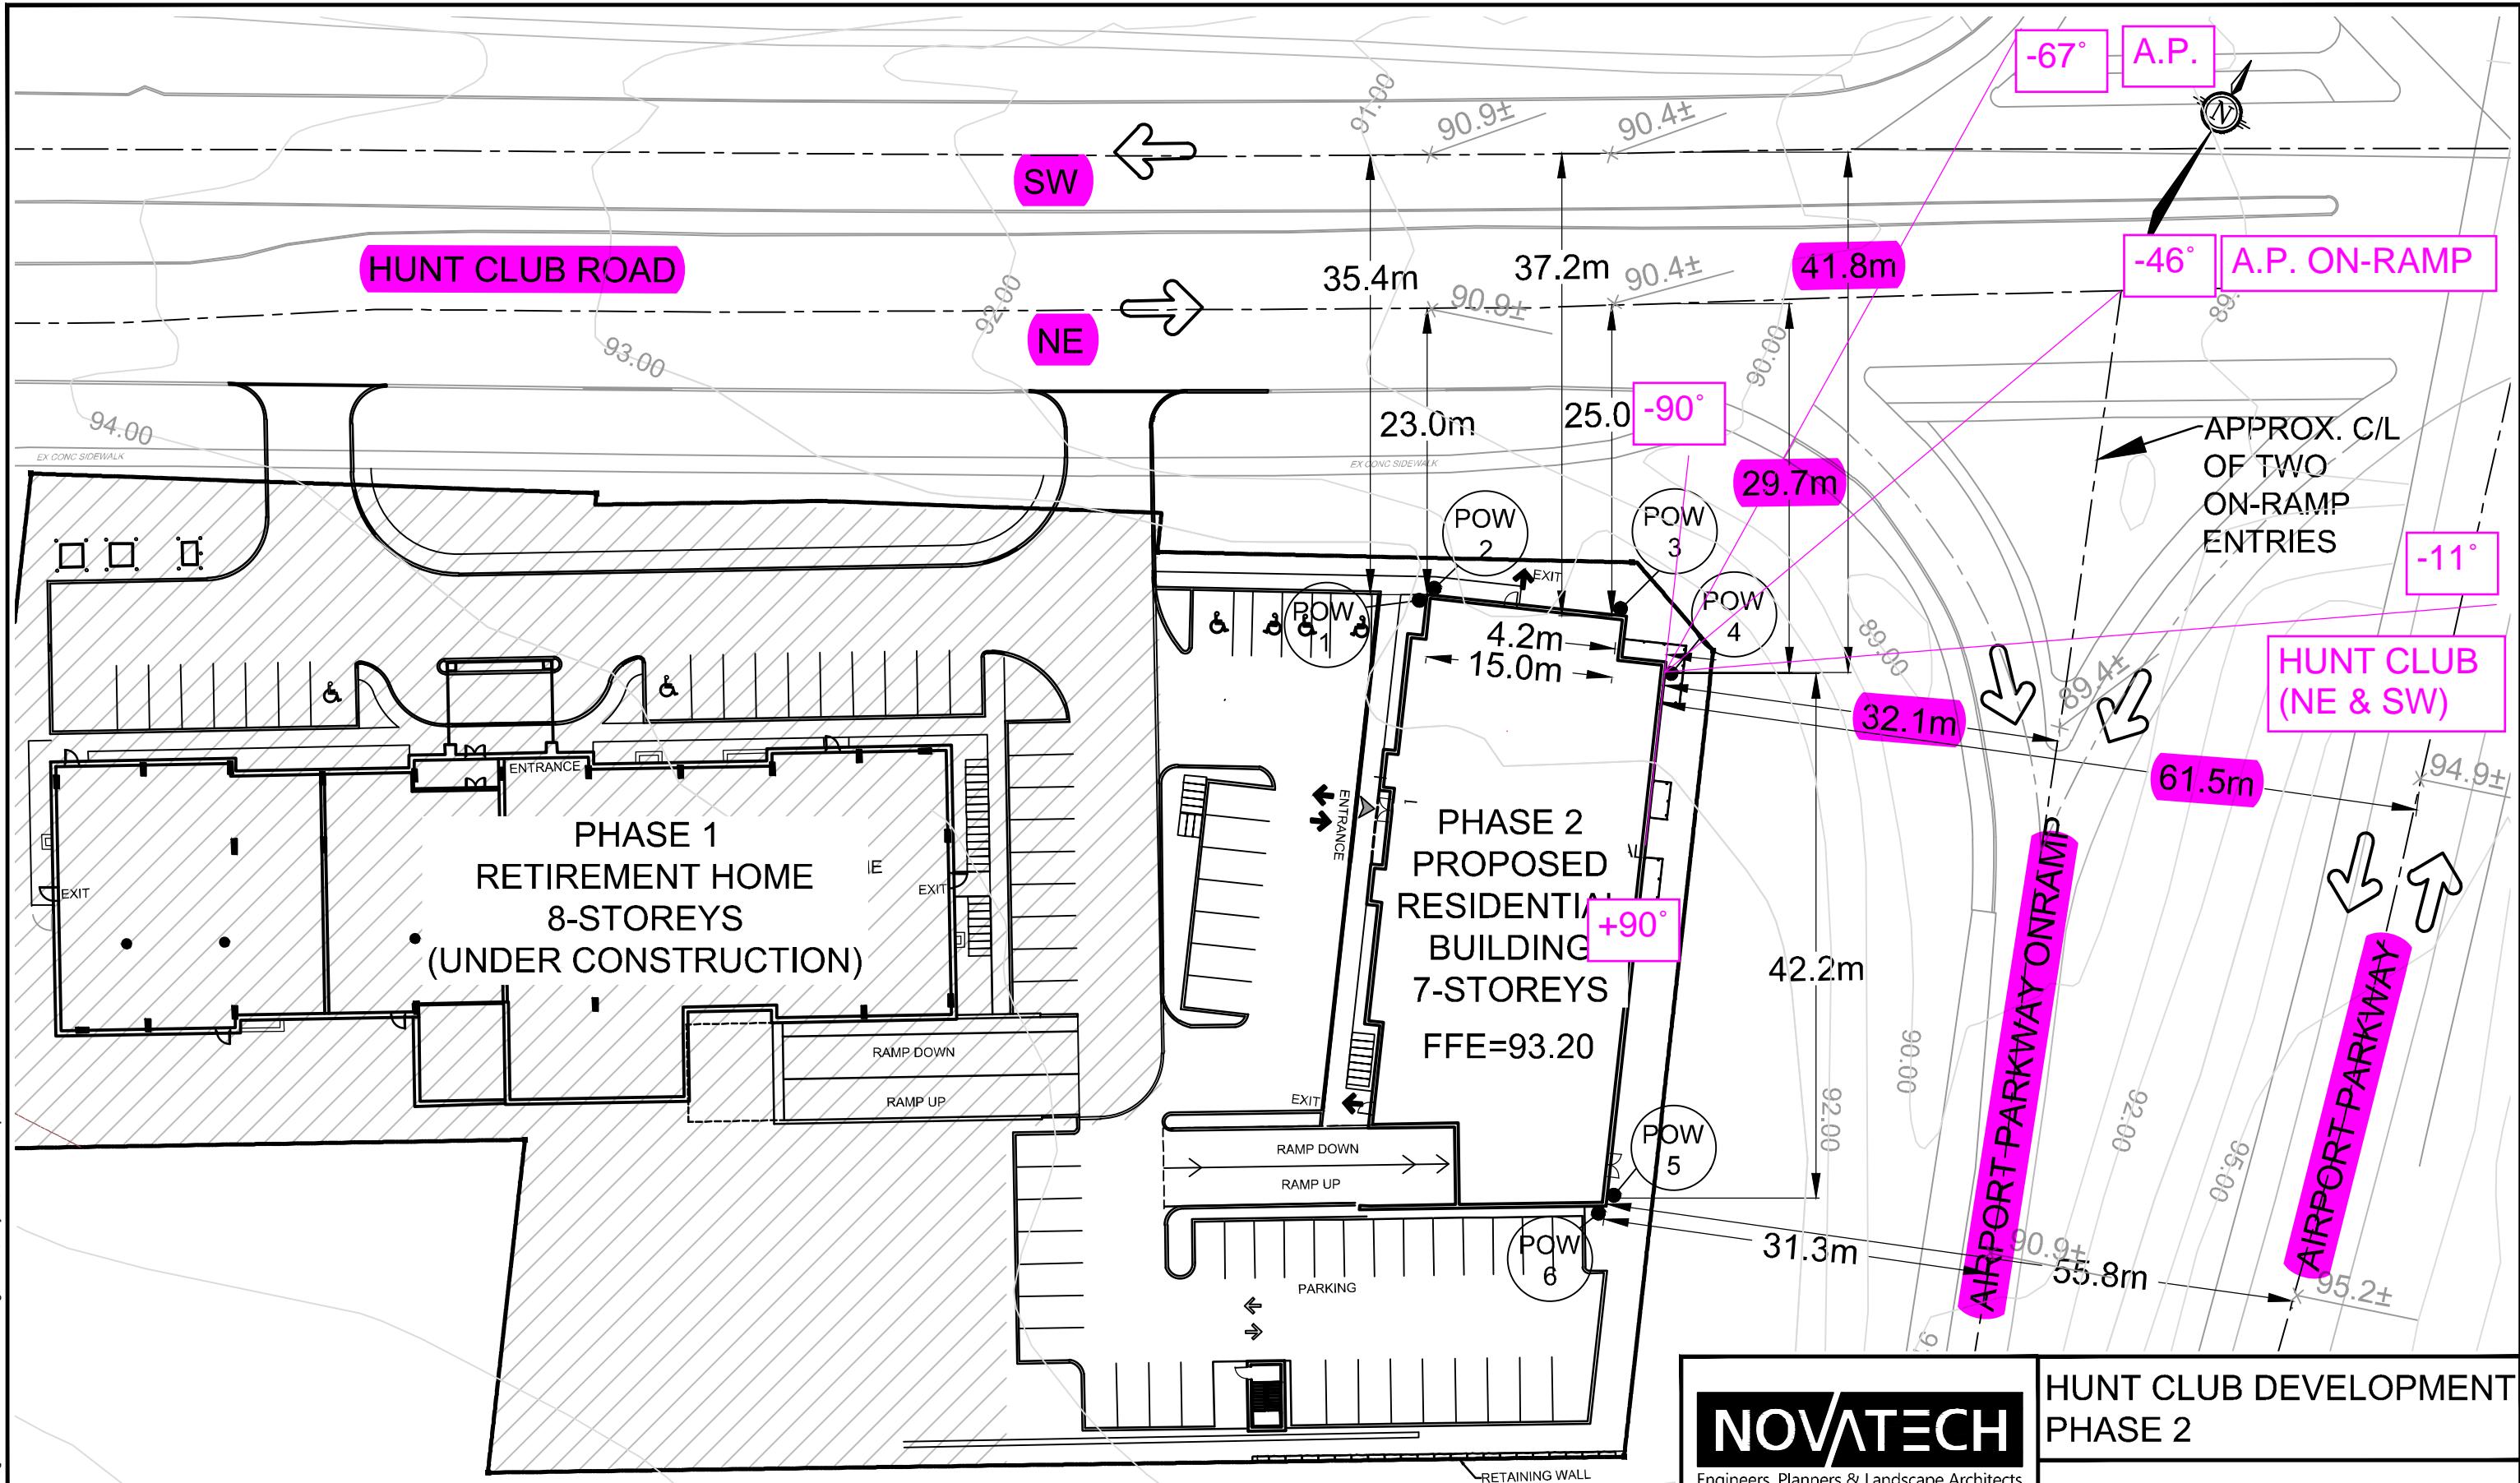 -67°
A.P.
91.00
90.9±
90.4±
N
SW
HUNT CLUB ROAD
35.4m
37.2m
90.4±
41.8m
-46°
A.P. ON-RAMP
92.00
90.9±
89.
NE
93.00
90.00
94.00
23.0m
25.0
-90°
APPROX. C/L
OF TWO
ON-RAMP
ENTRIES
EX CONC SIDEWALK
EX CONC SIDEWALK
29.7m
POW
2
POW
3
-11°
EXIT
POW
1
POW
4
4.2m
15.0m
89.00
89.4±
HUNT CLUB
(NE & SW)
32.1m
61.5m
94.9±
ENTRANCE
ENTRANCE
PHASE 1
RETIREMENT HOME
8-STOREYS
(UNDER CONSTRUCTION)
EXIT
EXIT
PHASE 2
PROPOSED
RESIDENTIAL
BUILDING
7-STOREYS
FFE=93.20
+90°
42.2m
AIRPORT PARKWAY ONRAMP
AIRPORT PARKWAY
90.00
92.00
92.00
95.00
RAMP DOWN
RAMP UP
EXIT
RAMP DOWN
RAMP UP
POW
5
POW
6
31.3m
90.9±
55.8m
95.2±
PARKING
RETAINING WALL
NOVATECH
Engineers, Planners & Landscape Architects
HUNT CLUB DEVELOPMENT
PHASE 2